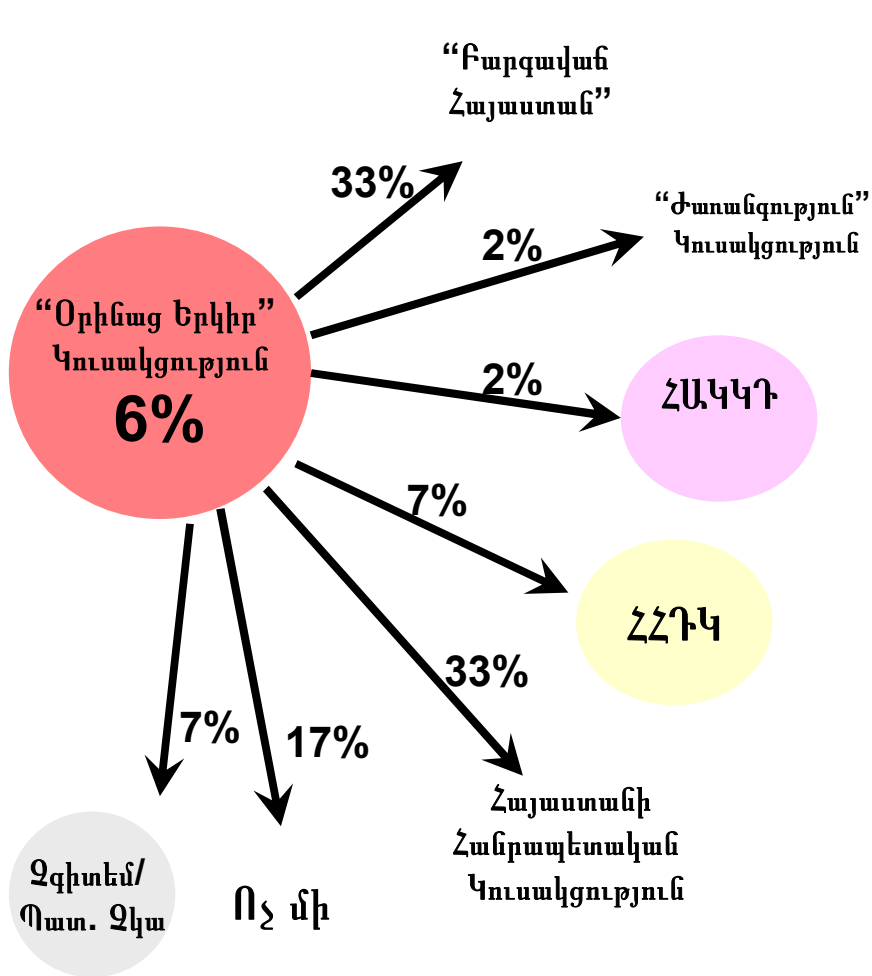 “Բարգավաճ
Հայաստան”
33%
“Ժառանգություն”
Կուսակցություն
2%
“Օրինաց Երկիր”
Կուսակցություն
6%
2%
ՀԱԿԿԴ
7%
ՀՀԴԿ
33%
7%
17%
Հայաստանի
Հանրապետական
Կուսակցություն
Չգիտեմ/
Պատ. Չկա
Ոչ մի